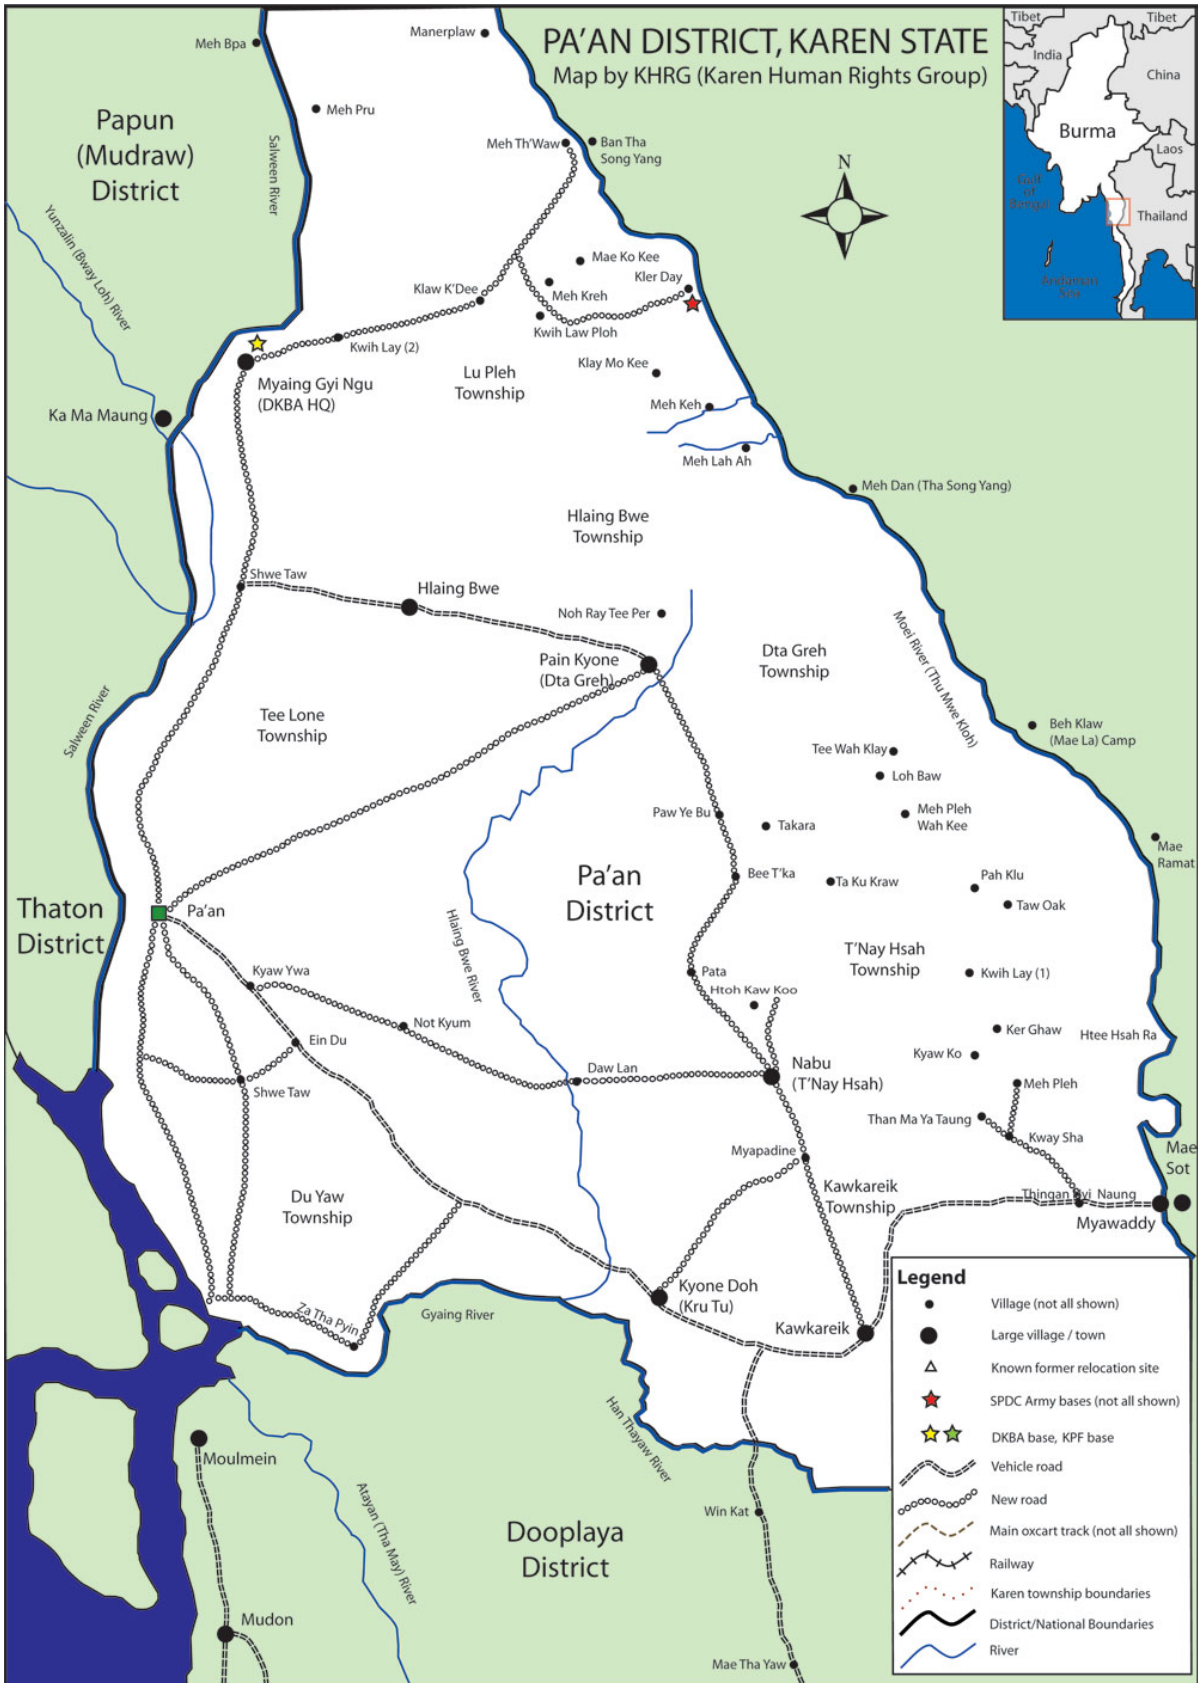 PA'AN DISTRICT, KAREN STATE
Map by KHRG (Karen Human Rights Group)
Tibet
Tibet
India
China
Burma
Laos
Gulf
of
Bengal
Thailand
Andaman
Sea
N
Meh Bpa
Manerplaw
Meh Pru
Papun
(Mudraw)
District
Salween River
Meh Th'Waw
Ban Tha
Song Yang
Yunzalin (Bway Loh) River
Mae Ko Kee
Kler Day
Klaw K'Dee
Meh Kreh
Kwih Law Ploh
Kwih Lay (2)
Klay Mo Kee
Lu Pleh
Township
Myaing Gyi Ngu
(DKBA HQ)
Ka Ma Maung
Meh Keh
Meh Lah Ah
Meh Dan (Tha Song Yang)
Hlaing Bwe
Township
Shwe Taw
Hlaing Bwe
Noh Ray Tee Per
Moei River (Thu Mwe Kloh)
Pain Kyone
(Dta Greh)
Dta Greh
Township
Salween River
Tee Lone
Township
Beh Klaw
(Mae La) Camp
Tee Wah Klay
Loh Baw
Paw Ye Bu
Takara
Meh Pleh
Wah Kee
Mae
Ramat
Pa'an
District
Bee T'ka
Ta Ku Kraw
Pah Klu
Taw Oak
Thaton
District
Pa'an
Hlaing Bwe River
T'Nay Hsah
Township
Kyaw Ywa
Pata
Kwih Lay (1)
Htoh Kaw Koo
Not Kyum
Ein Du
Ker Ghaw
Htee Hsah Ra
Kyaw Ko
Daw Lan
Nabu
(T'Nay Hsah)
Shwe Taw
Meh Pleh
Than Ma Ya Taung
Kway Sha
Myapadine
Mae
Sot
Du Yaw
Township
Kawkareik
Township
Thingan Nyi Naung
Myawaddy
Kyone Doh
(Kru Tu)
Za Tha Pyin
Gyaing River
Kawkareik
Han Thayaw River
Moulmein
Atayan (Tha May) River
Win Kat
Dooplaya
District
Mudon
Mae Tha Yaw
Legend
Village (not all shown)
Large village / town
Known former relocation site
SPDC Army bases (not all shown)
DKBA base, KPF base
Vehicle road
New road
Main oxcart track (not all shown)
Railway
Karen township boundaries
District/National Boundaries
River